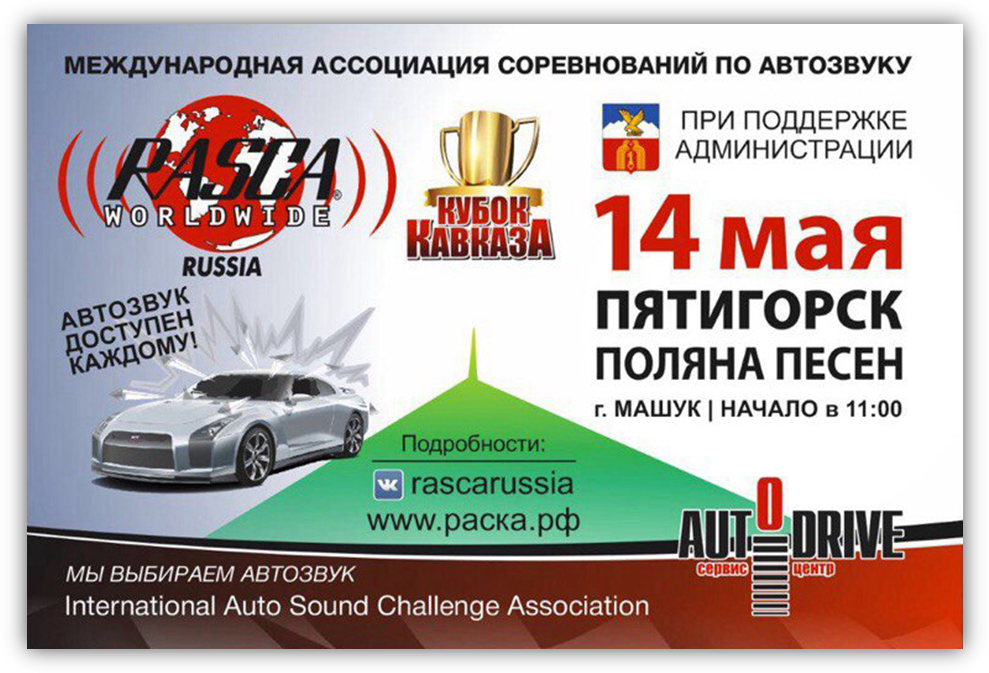 МЕЖДУНАРОДНАЯ АССОЦИАЦИЯ СОРЕВНОВАНИЙ ПО АВТОЗВУКУ
RASCA®
WORLDWIDE
RUSSIA
КУБОК
КАВКАЗА
ПРИ ПОДДЕРЖКЕ
АДМИНИСТРАЦИИ
14 мая
ПЯТИГОРСК
ПОЛЯНА ПЕСЕН
г. МАШУК | НАЧАЛО в 11:00
АВТОЗВУК
ДОСТУПЕН
КАЖДОМУ!
Подробности:
rascarussia
www.раска.рф
AUTODRIVE
сервис центр
МЫ ВЫБИРАЕМ АВТОЗВУК
International Auto Sound Challenge Association